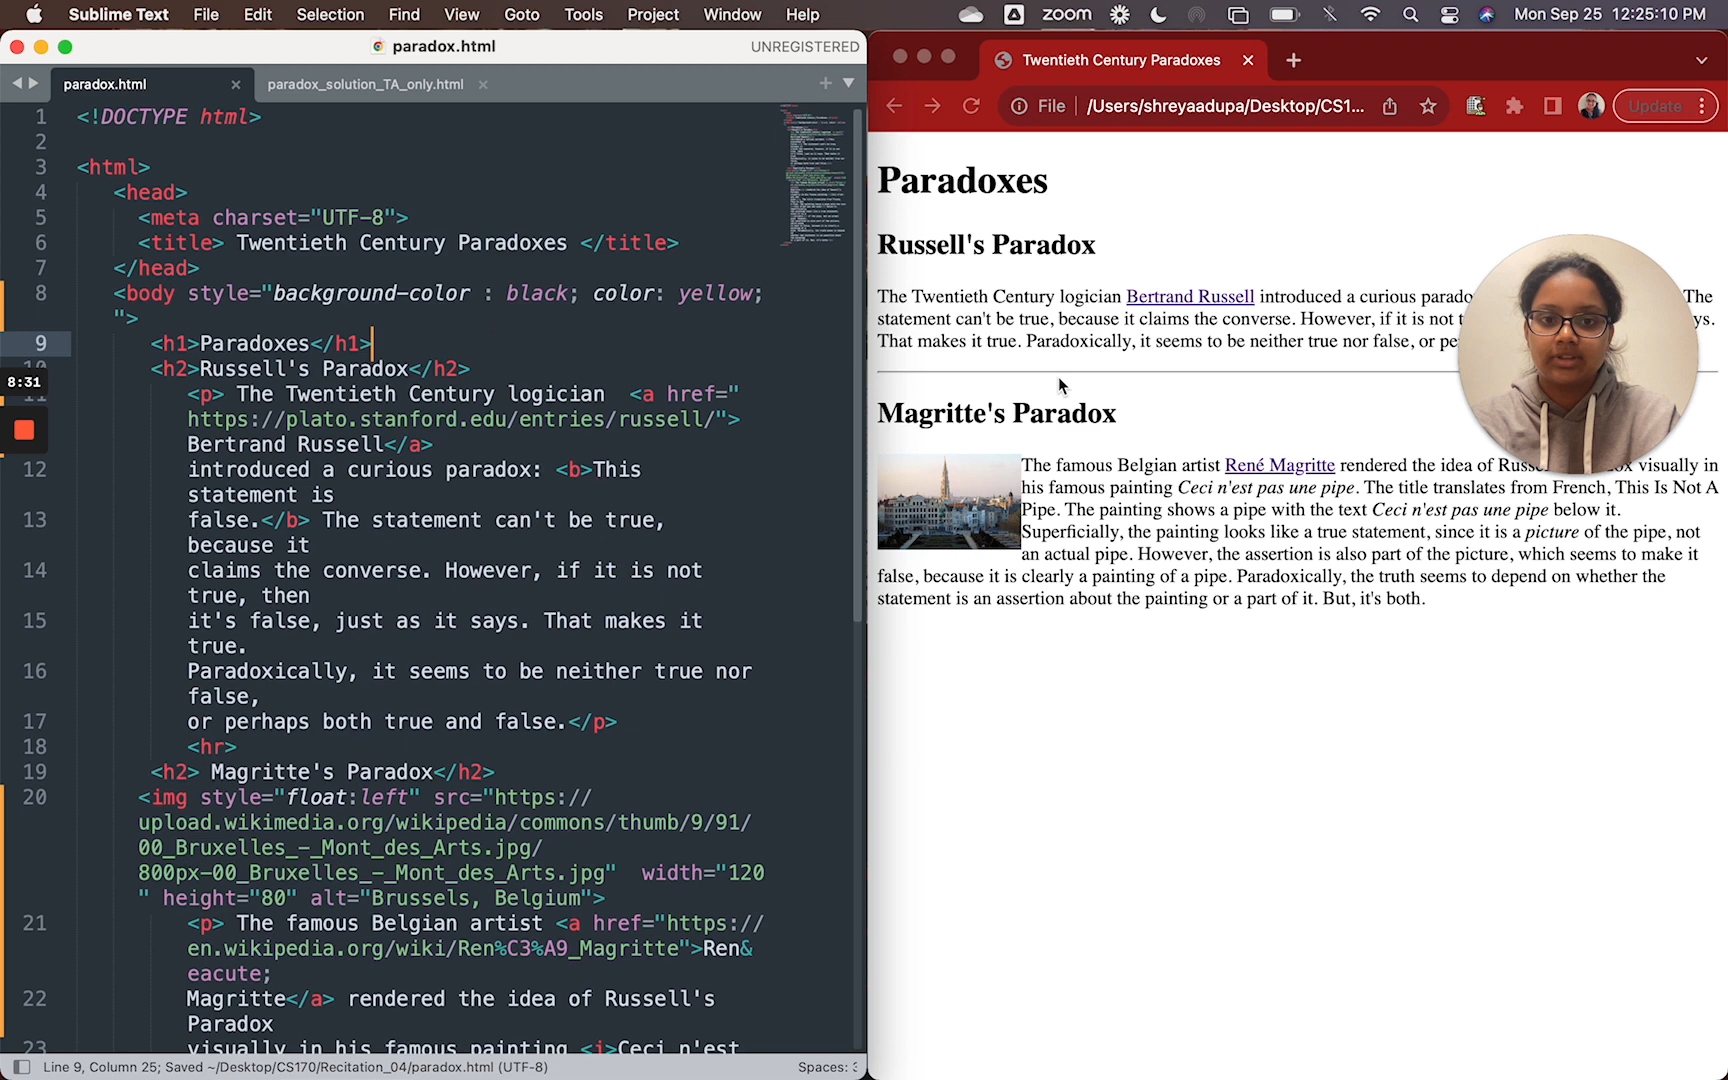 Sublime Text File Edit Selection Find View Goto Tools Project Window Help zoom Mon Sep 25 12:25:10 PM
paradox.html UNREGISTERED
paradox.html paradox_solution_TA_only.html
Twentieth Century Paradoxes
File /Users/shreyaadupa/Desktop/CS1... Update
1 <!DOCTYPE html>
2
3 <html>
4 <head>
5 <meta charset="UTF-8">
6 <title> Twentieth Century Paradoxes </title>
7 </head>
8 <body style="background-color : black; color: yellow;
">
9 <h1>Paradoxes</h1>
10 <h2>Russell's Paradox</h2>
8:31
11 <p> The Twentieth Century logician <a href="
https://plato.stanford.edu/entries/russell/">
Bertrand Russell</a>
12 introduced a curious paradox: <b>This
statement is
13 false.</b> The statement can't be true,
because it
14 claims the converse. However, if it is not
true, then
15 it's false, just as it says. That makes it
true.
16 Paradoxically, it seems to be neither true nor
false,
17 or perhaps both true and false.</p>
18 <hr>
19 <h2> Magritte's Paradox</h2>
20 <img style="float:left" src="https://
upload.wikimedia.org/wikipedia/commons/thumb/9/91/
00_Bruxelles_-_Mont_des_Arts.jpg/
800px-00_Bruxelles_-_Mont_des_Arts.jpg" width="120
" height="80" alt="Brussels, Belgium">
21 <p> The famous Belgian artist <a href="https://
en.wikipedia.org/wiki/Ren%C3%A9_Magritte">Ren&
eacute;
22 Magritte</a> rendered the idea of Russell's
Paradox
23 visually in his famous painting <i>Ceci n'est
Line 9, Column 25; Saved ~/Desktop/CS170/Recitation_04/paradox.html (UTF-8) Spaces:
Paradoxes
Russell's Paradox
The Twentieth Century logician Bertrand Russell introduced a curious The
statement can't be true, because it claims the converse. However, if it is not
That makes it true. Paradoxically, it seems to be neither true nor false, or
Magritte's Paradox
The famous Belgian artist René Magritte rendered the idea of visually in
his famous painting Ceci n'est pas une pipe. The title translates from French, This Is Not A
Pipe. The painting shows a pipe with the text Ceci n'est pas une pipe below it.
Superficially, the painting looks like a true statement, since it is a picture of the pipe, not
an actual pipe. However, the assertion is also part of the picture, which seems to make it
false, because it is clearly a painting of a pipe. Paradoxically, the truth seems to depend on whether the
statement is an assertion about the painting or a part of it. But, it's both.